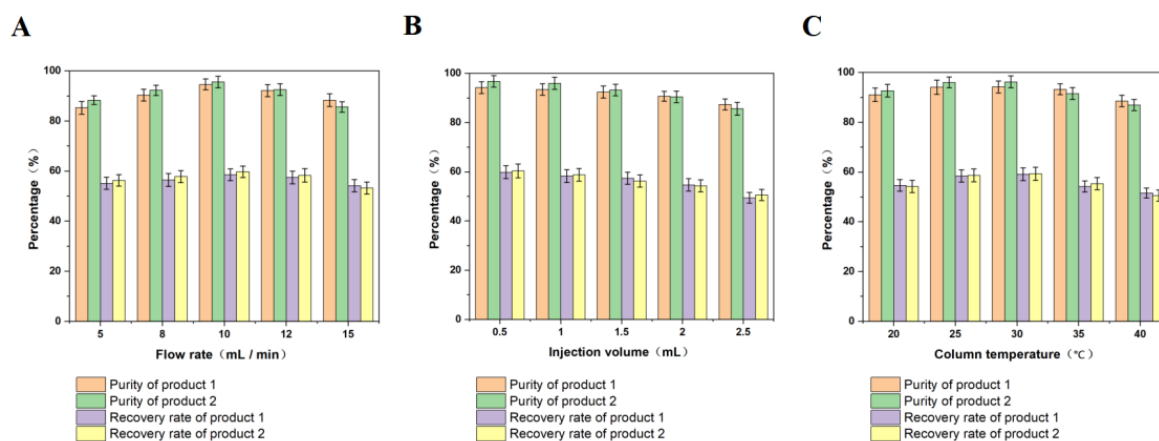 A
B
C
100
80
60
40
20
0
Percentage（%）
5 8 10 12 15
Flow rate（mL / min）
Purity of product 1
Purity of product 2
Recovery rate of product 1
Recovery rate of product 2
100
80
60
40
20
0
Percentage（%）
0.5 1 1.5 2 2.5
Injection volume（mL）
Purity of product 1
Purity of product 2
Recovery rate of product 1
Recovery rate of product 2
100
80
60
40
20
0
Percentage（%）
20 25 30 35 40
Column temperature（℃）
Purity of product 1
Purity of product 2
Recovery rate of product 1
Recovery rate of product 2